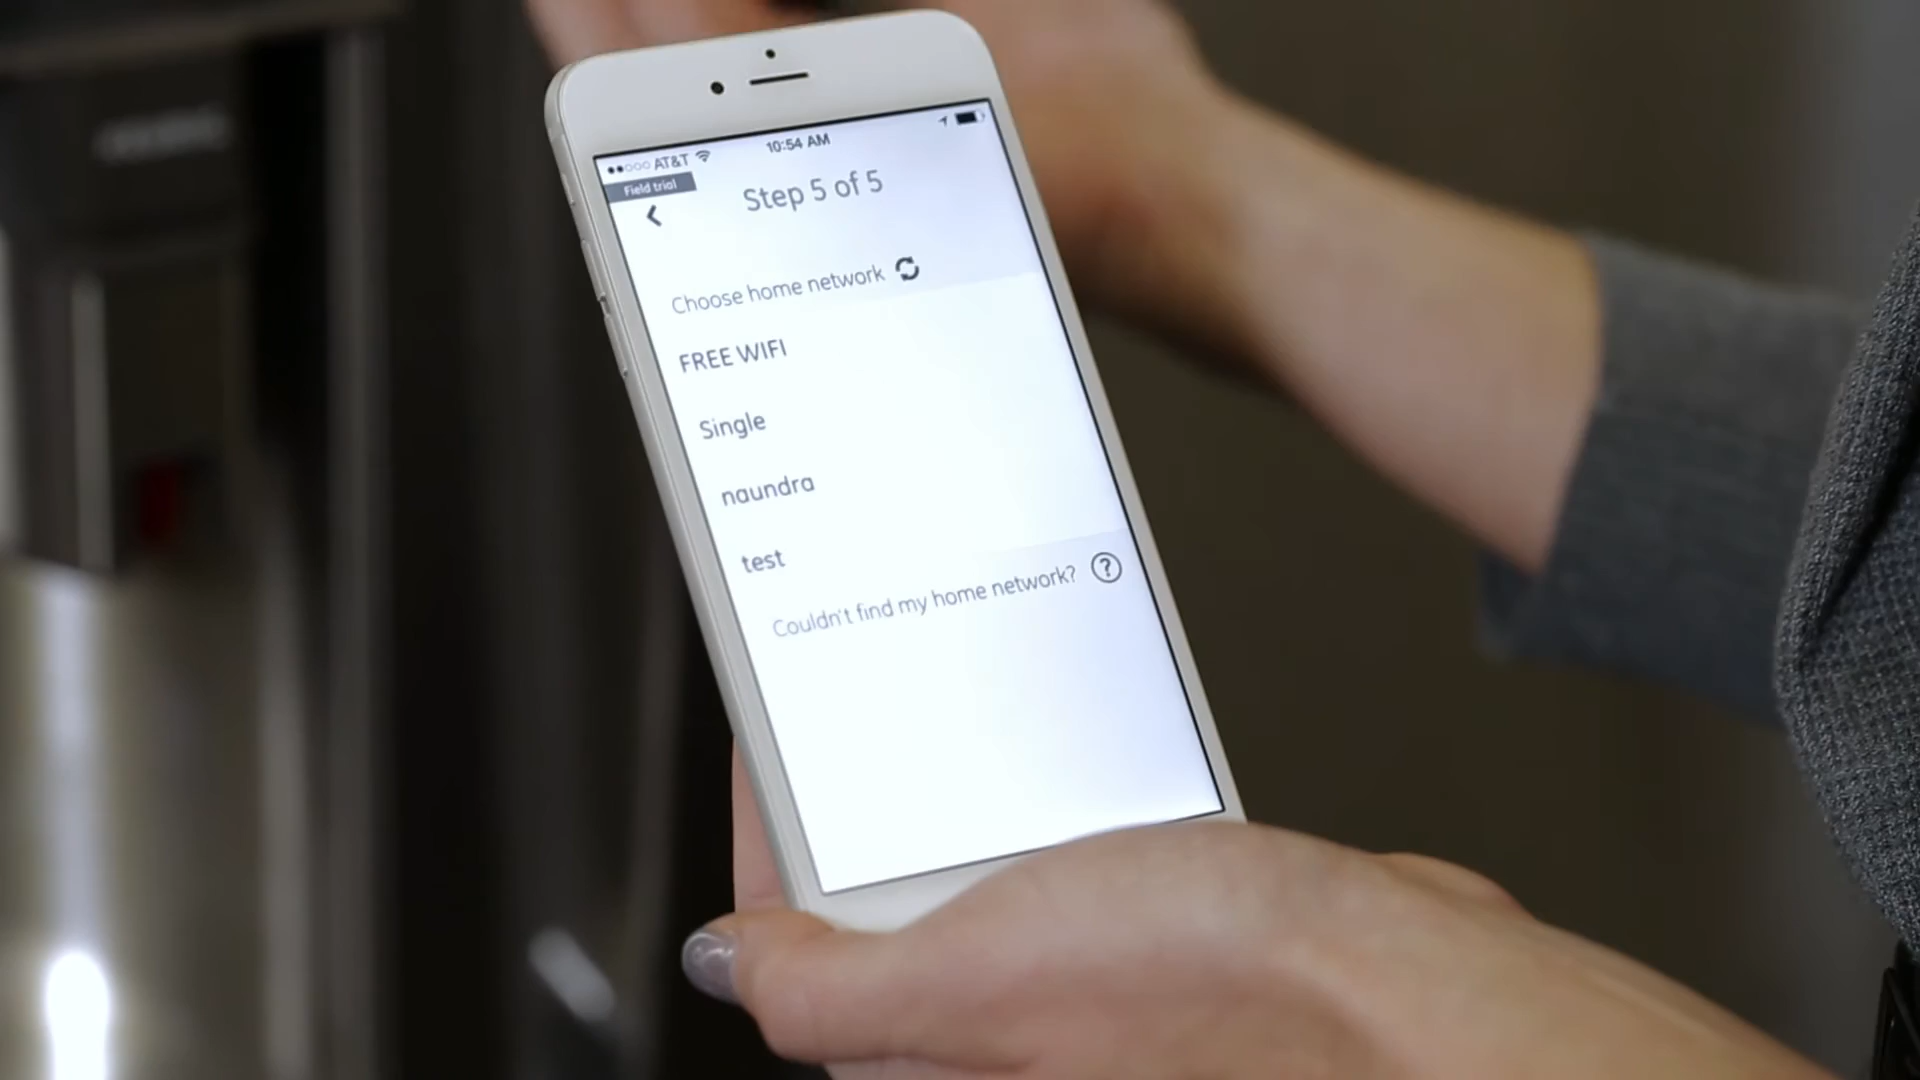 AT&T 10:54 AM
Field trial
Step 5 of 5
Choose home network
FREE WIFI
Single
naundra
test
Couldn't find my home network? ?